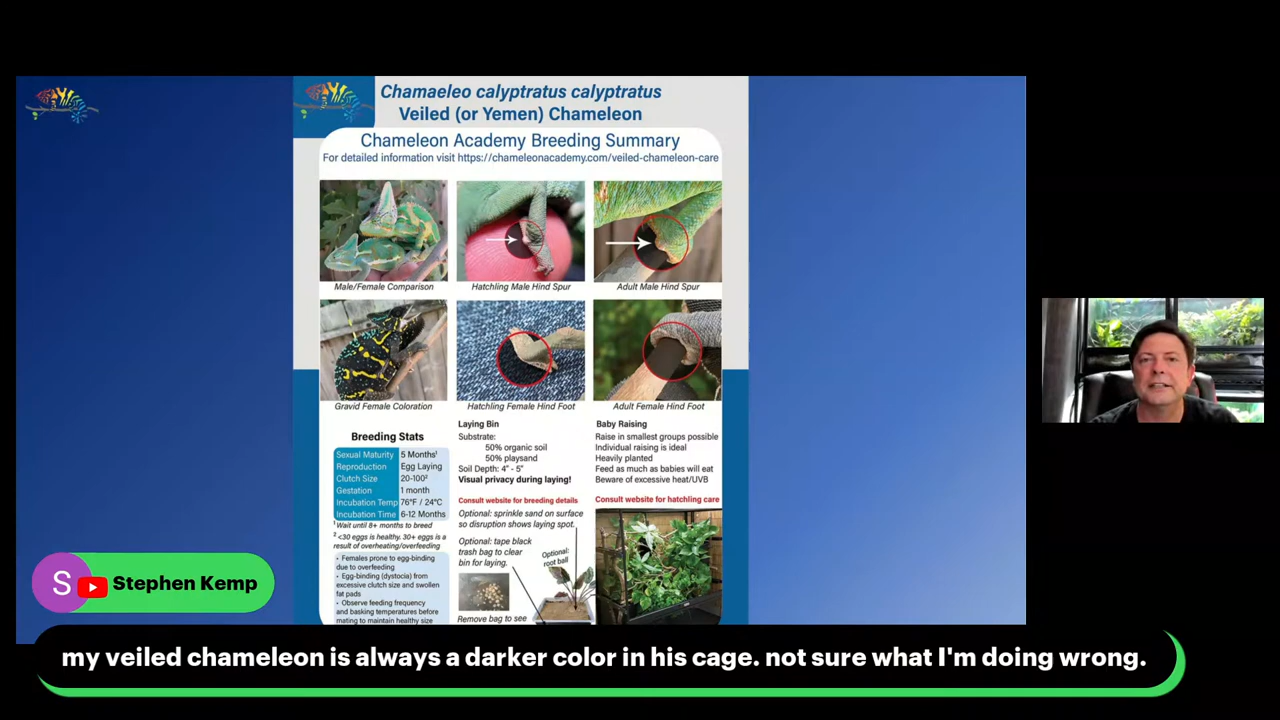 Chamaeleo calyptratus calyptratus
Veiled (or Yemen) Chameleon
Chameleon Academy Breeding Summary
For detailed information visit https://chameleonacademy.com/veiled-chameleon-care
Male/Female Comparison
Hatchling Male Hind Spur
Adult Male Hind Spur
Gravid Female Coloration
Hatchling Female Hind Foot
Adult Female Hind Foot
Breeding Stats
Sexual Maturity 5 Months¹
Reproduction Egg Laying
Clutch Size 20-100²
Gestation 1 month
Incubation Temp 76°F / 24°C
Incubation Time 6-12 Months
¹ Wait until 8+ months to breed
² <30 eggs is healthy. 30+ eggs is a
result of overheating/overfeeding
• Females prone to egg-binding
due to overfeeding
• Egg-binding (dystocia) from
excessive clutch size and swollen
fat pads
• Observe feeding frequency
and basking temperatures before
mating to maintain healthy size
Laying Bin
Substrate:
50% organic soil
50% playsand
Soil Depth: 4" - 5"
Visual privacy during laying!
Consult website for breeding details
Optional: sprinkle sand on surface
so disruption shows laying spot.
Optional: tape black
trash bag to clear
bin for laying.
Optional:
root ball
Remove bag to see
Baby Raising
Raise in smallest groups possible
Individual raising is ideal
Heavily planted
Feed as much as babies will eat
Beware of excessive heat/UVB
Consult website for hatchling care
S
Stephen Kemp
my veiled chameleon is always a darker color in his cage. not sure what I'm doing wrong.